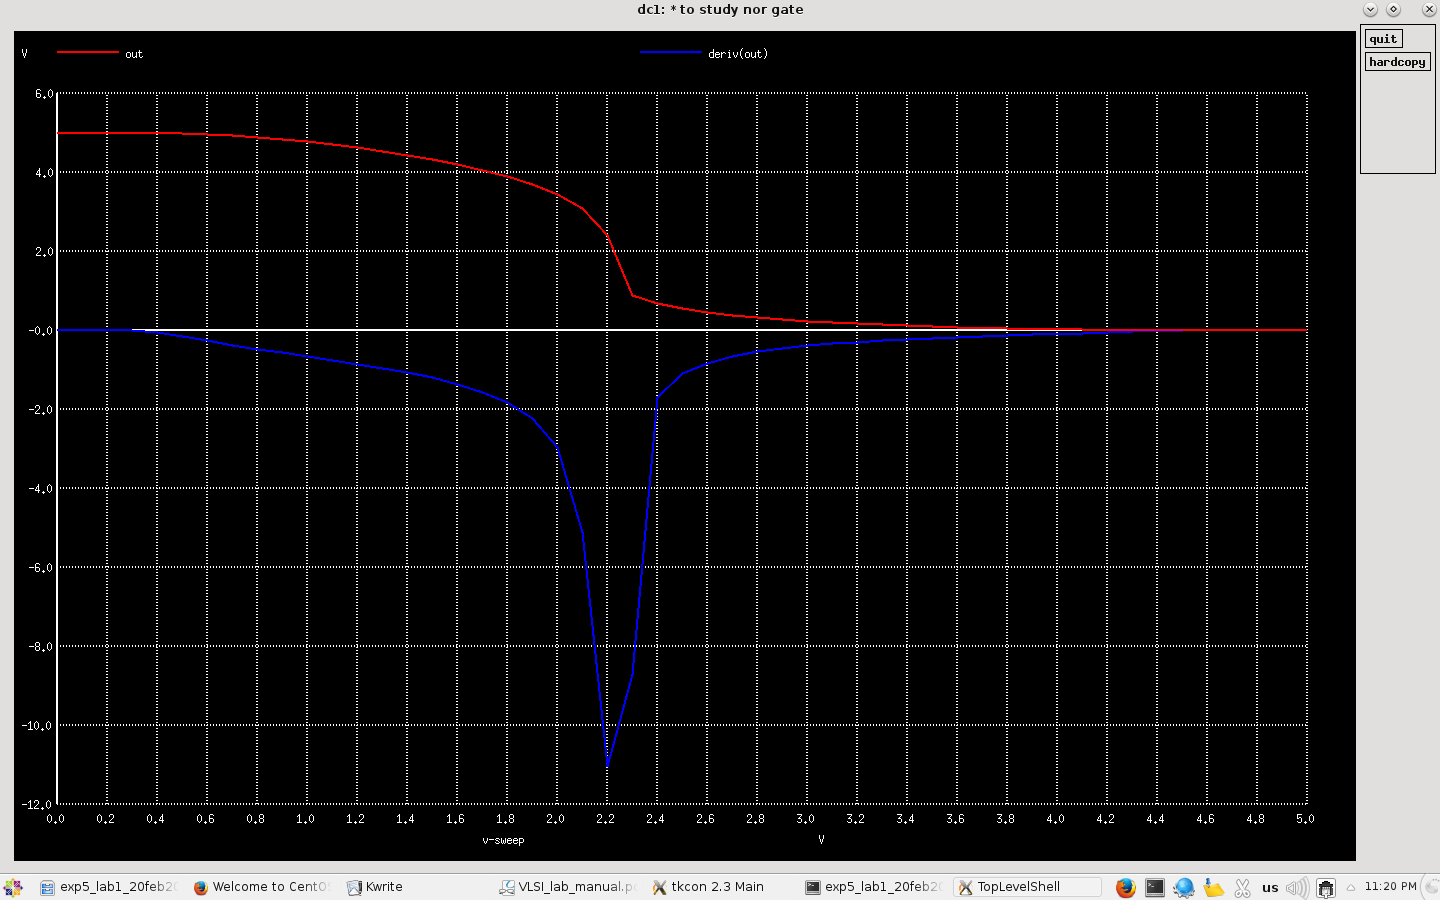 dc1: *to study nor gate
quit
hardcopy
V out deriv(out)
6.0
4.0
2.0
-0.0
-2.0
-4.0
-6.0
-8.0
-10.0
-12.0
0.0 0.2 0.4 0.6 0.8 1.0 1.2 1.4 1.6 1.8 2.0 2.2 2.4 2.6 2.8 3.0 3.2 3.4 3.6 3.8 4.0 4.2 4.4 4.6 4.8 5.0
v-sweep V
exp5_lab1_20feb20 Welcome to CentO Kwrite VLSI_lab_manual.p tkcon 2.3 Main exp5_lab1_20feb20 TopLevelShell us 11:20 PM